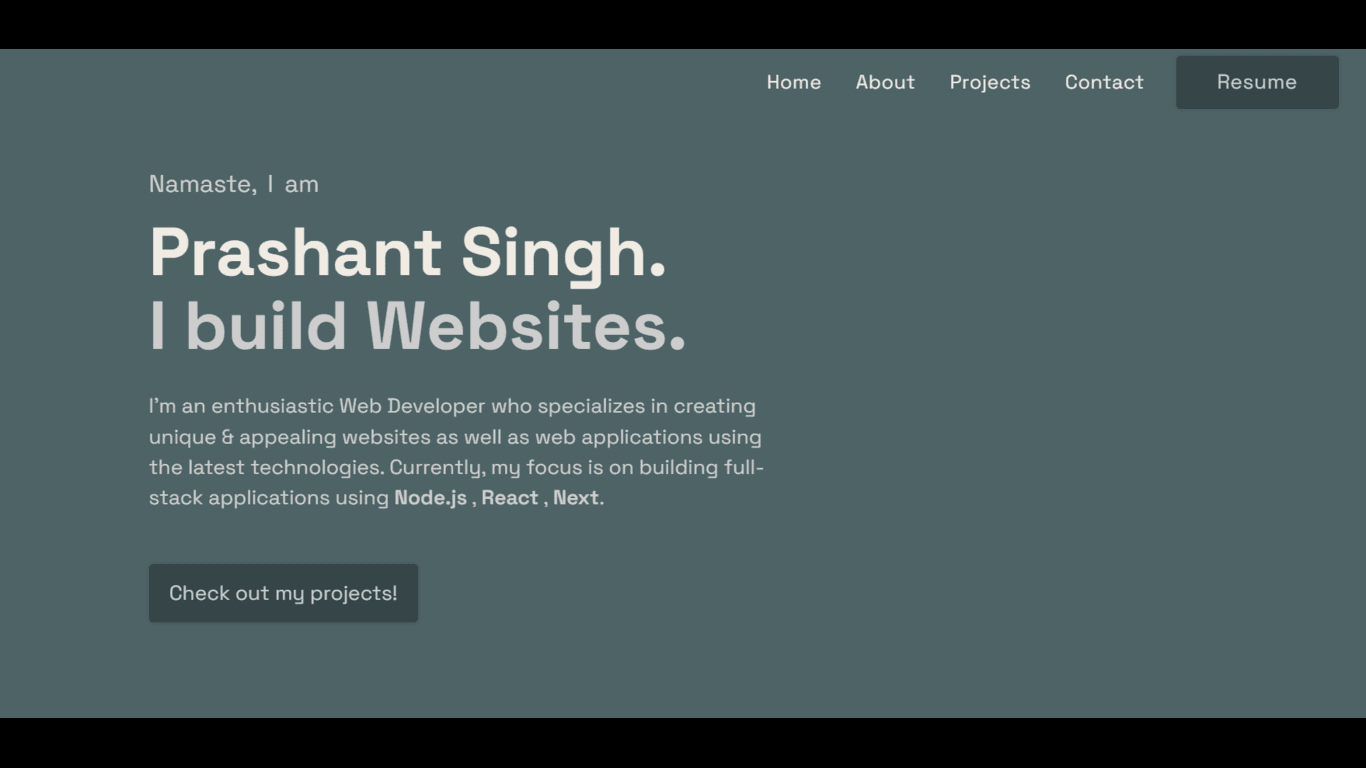 Home About Projects Contact Resume
Namaste, I am
Prashant Singh.
I build Websites.
I'm an enthusiastic Web Developer who specializes in creating
unique & appealing websites as well as web applications using
the latest technologies. Currently, my focus is on building full-
stack applications using Node.js , React , Next.
Check out my projects!